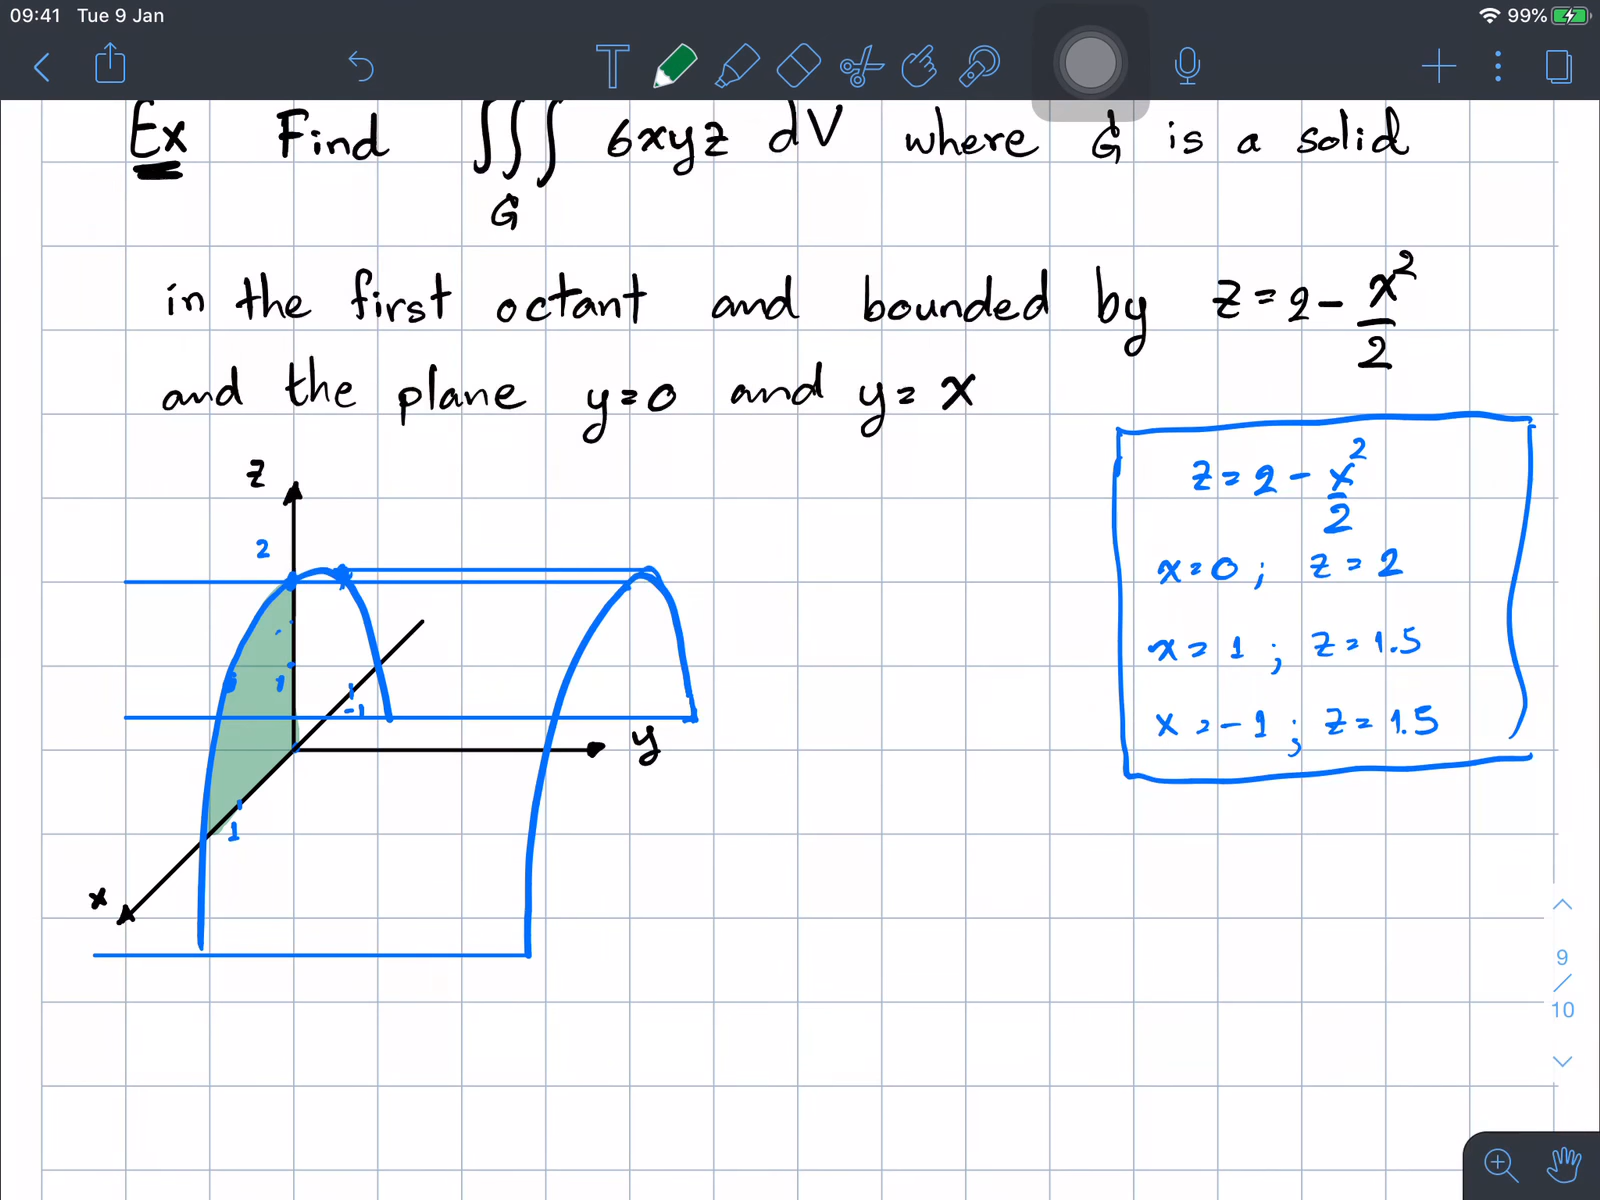 09:41 Tue 9 Jan
99%
Ex Find ∭ 6xyz dV where G is a solid
G
in the first octant and bounded by z = 2 - x²/2
and the plane y=0 and y= x
z = 2 - x²/2
x=0 ; z = 2
x = 1 ; z = 1.5
x = -1 ; z = 1.5
z
2
1
-1
y
1
x
9
/
10